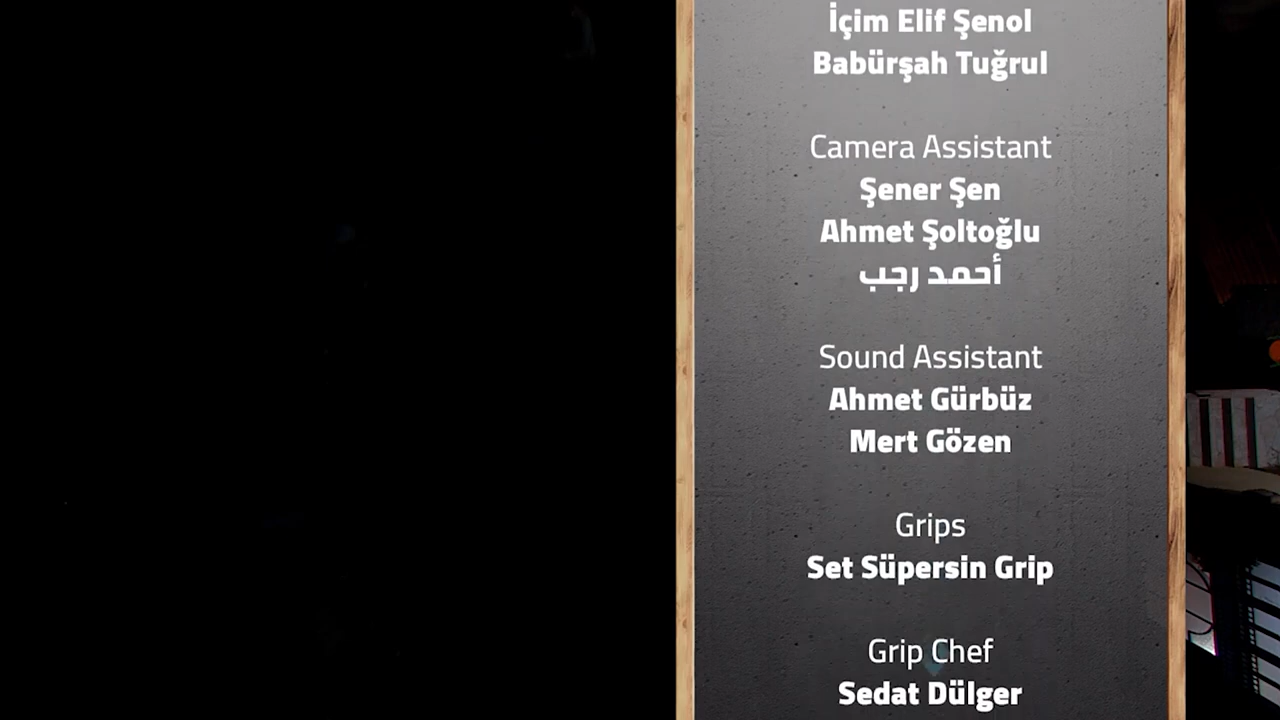 İçim Elif Şenol
Babürşah Tuğrul
Camera Assistant
Şener Şen
Ahmet Şoltoğlu
أحمد رجب
Sound Assistant
Ahmet Gürbüz
Mert Gözen
Grips
Set Süpersin Grip
Grip Chef
Sedat Dülger